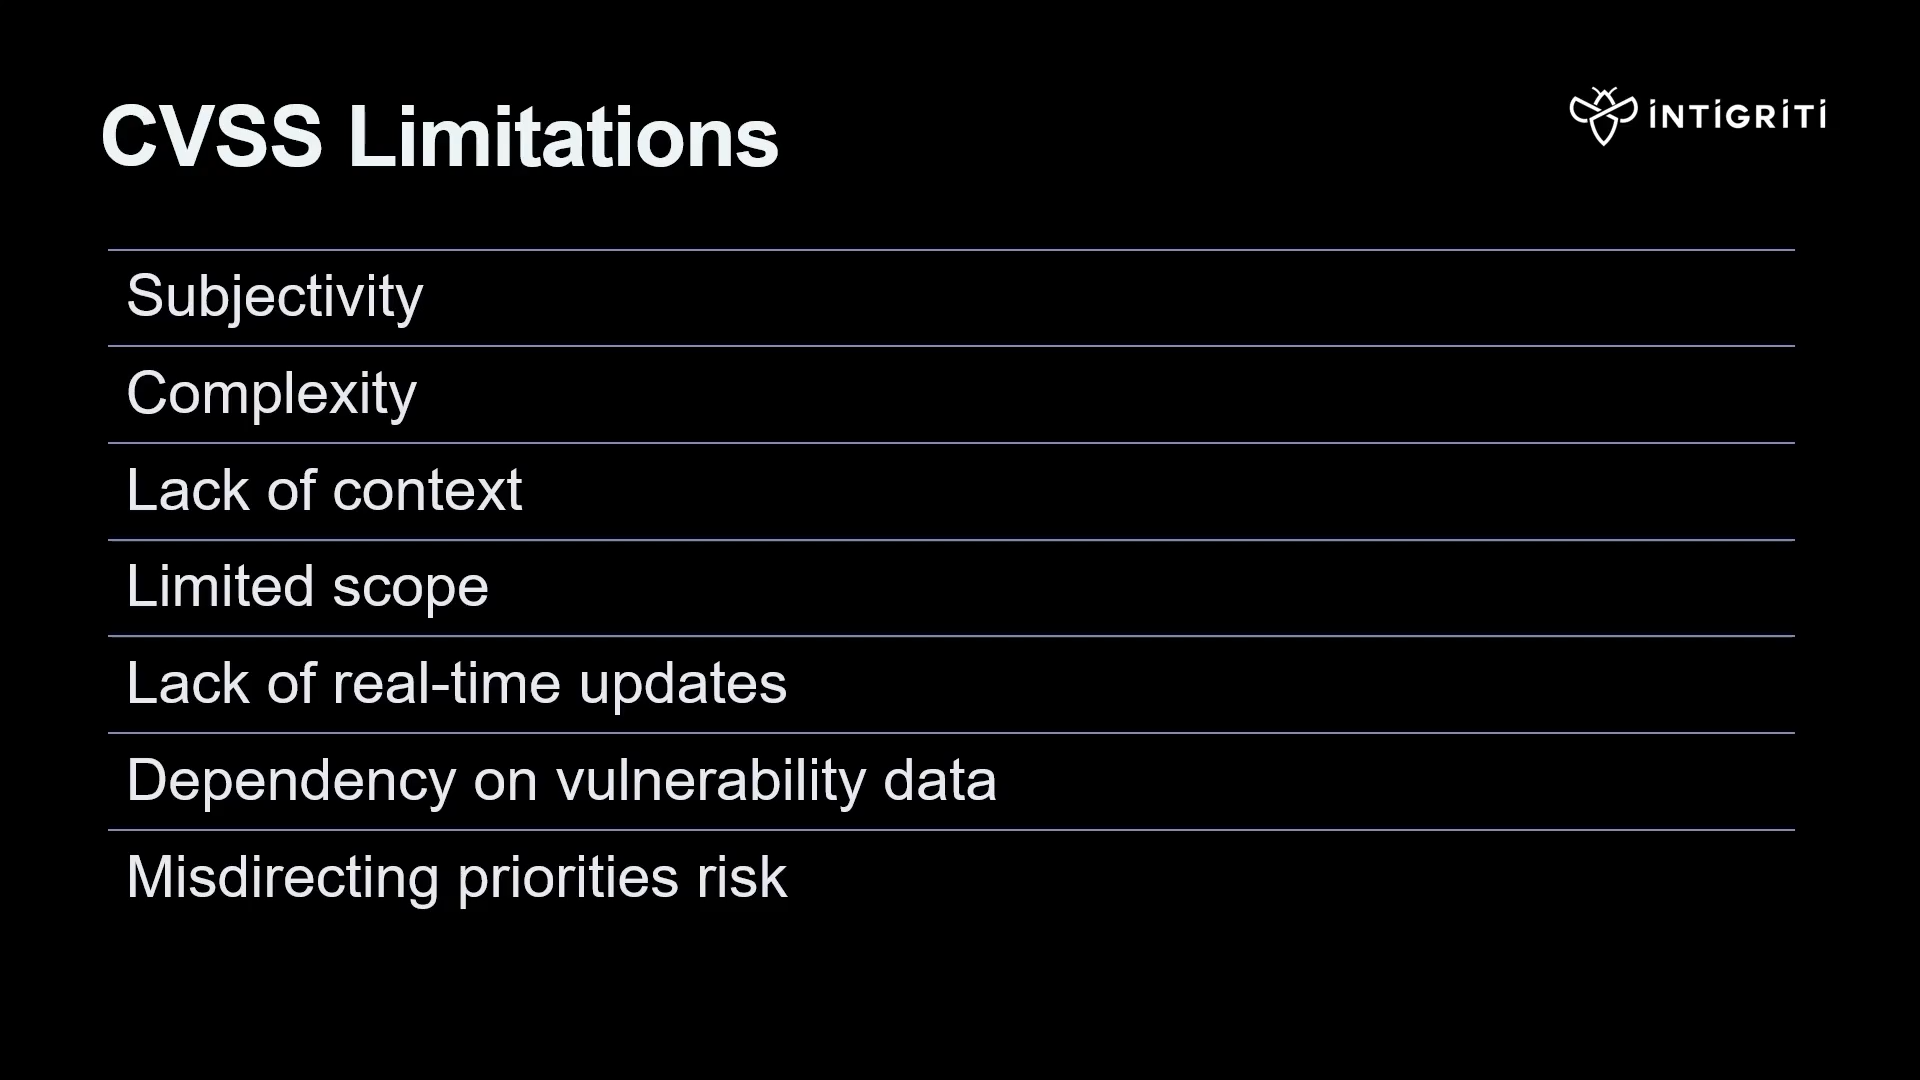 CVSS Limitations
INTIGRITI
Subjectivity
Complexity
Lack of context
Limited scope
Lack of real-time updates
Dependency on vulnerability data
Misdirecting priorities risk